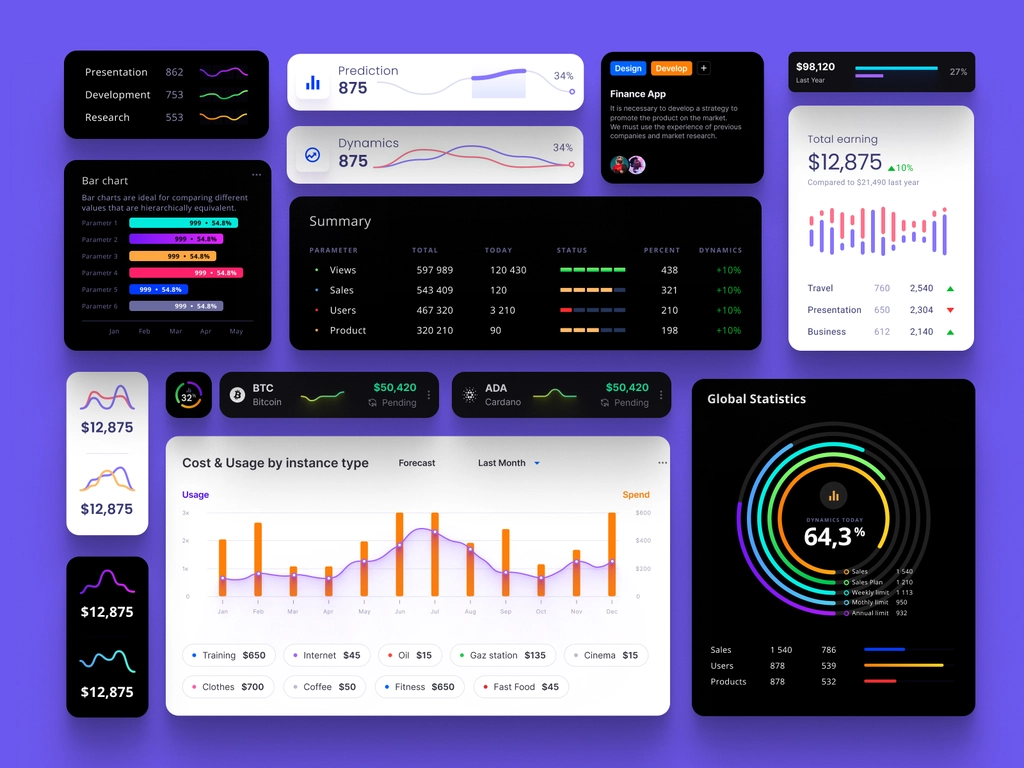 Presentation 862
Development 753
Research 553
Prediction
875
34%
Dynamics
875
34%
Design Develop +
Finance App
It is necessary to develop a strategy to
promote the product on the market.
We must use the experience of previous
companies and market research.
$98,120
Last Year
27%
Bar chart
Bar charts are ideal for comparing different
values that are hierarchically equivalent.
Parametr 1 999 • 54.8%
Parametr 2 999 • 54.8%
Parametr 3 999 • 54.8%
Parametr 4 999 • 54.8%
Parametr 5 999 • 54.8%
Parametr 6 999 • 54.8%
Jan Feb Mar Apr May
Summary
PARAMETER TOTAL TODAY STATUS PERCENT DYNAMICS
Views 597 989 120 430 438 +10%
Sales 543 409 120 321 +10%
Users 467 320 3 210 210 +10%
Product 320 210 90 198 +10%
Total earning
$12,875 10%
Compared to $21,490 last year
Travel 760 2,540
Presentation 650 2,304
Business 612 2,140
$12,875
$12,875
32%
BTC
Bitcoin
$50,420
Pending
ADA
Cardano
$50,420
Pending
Cost & Usage by instance type Forecast Last Month
Usage Spend
3x $600
2x $400
1x $200
0 0
Jan Feb Mar Apr May Jun Jul Aug Sep Oct Nov Dec
Training $650 Internet $45 Oil $15 Gaz station $135 Cinema $15
Clothes $700 Coffee $50 Fitness $650 Fast Food $45
$12,875
$12,875
Global Statistics
DYNAMICS TODAY
64,3%
Sales 1 540
Sales Plan 1 210
Weekly limit 1 113
Mothly limit 950
Annual limit 932
Sales 1 540 786
Users 878 539
Products 878 532